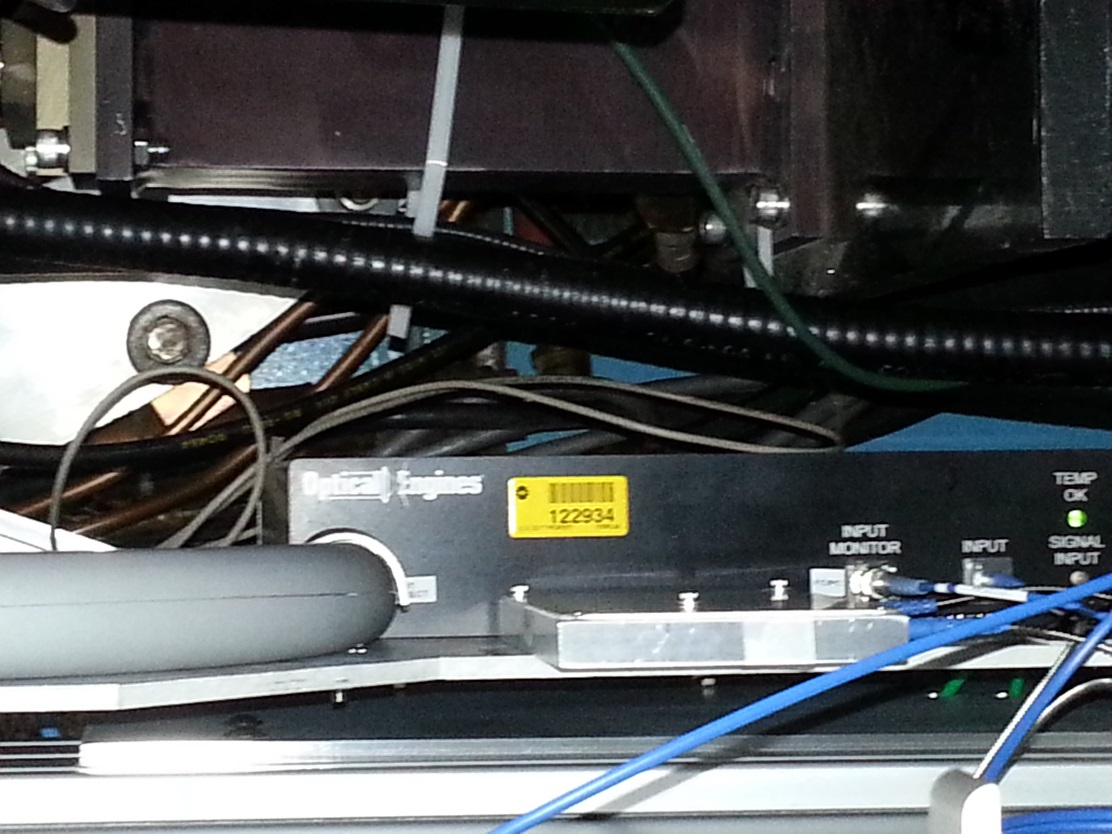 Optical Engines
122934
INPUT
MONITOR
INPUT
TEMP
OK
SIGNAL
INPUT